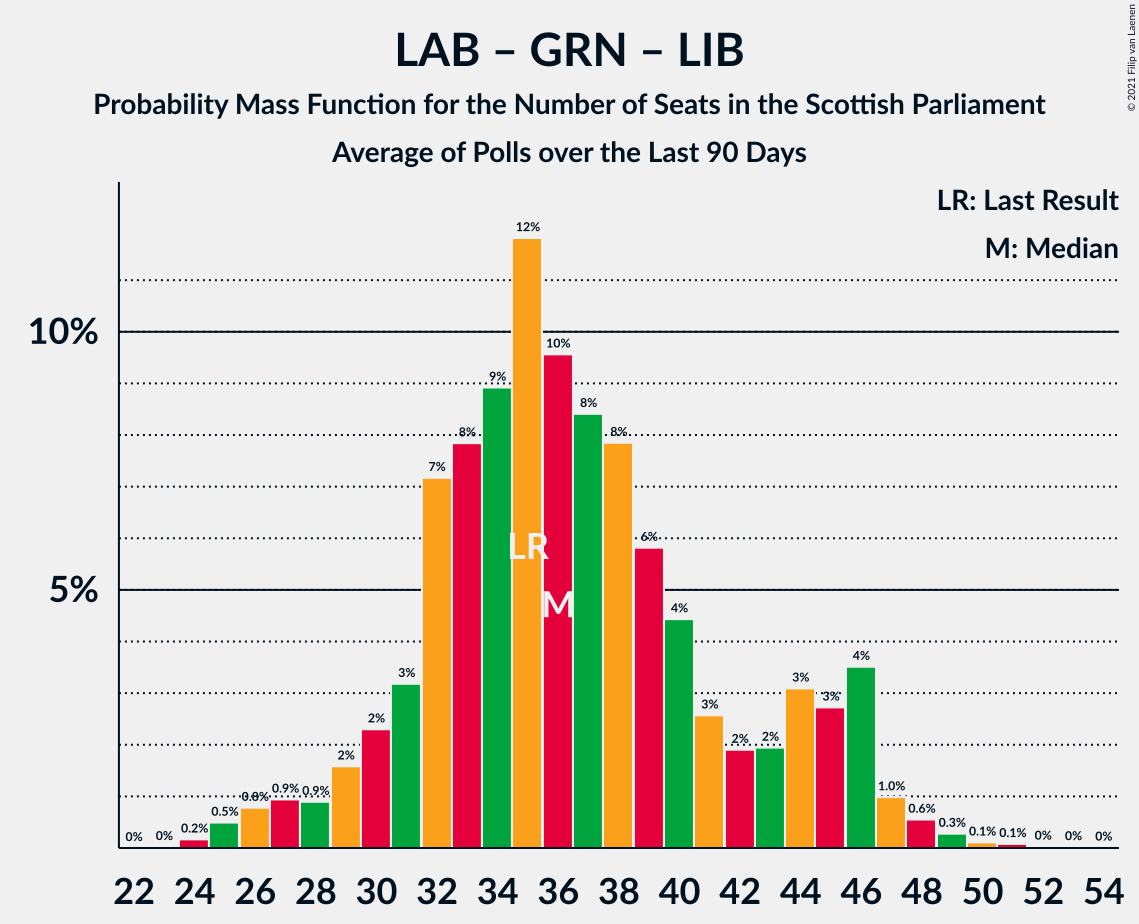 LAB – GRN – LIB
Probability Mass Function for the Number of Seats in the Scottish Parliament
Average of Polls over the Last 90 Days
© 2021 Filip van Laenen
LR: Last Result
M: Median
10%
5%
0% 0% 0.2% 0.5% 0.8% 0.9% 0.9% 2% 2% 3% 7% 8% 9% 12% 10% 8% 8% 6% 4% 3% 2% 2% 3% 3% 4% 1.0% 0.6% 0.3% 0.1% 0.1% 0% 0% 0%
LR
M
22 24 26 28 30 32 34 36 38 40 42 44 46 48 50 52 54